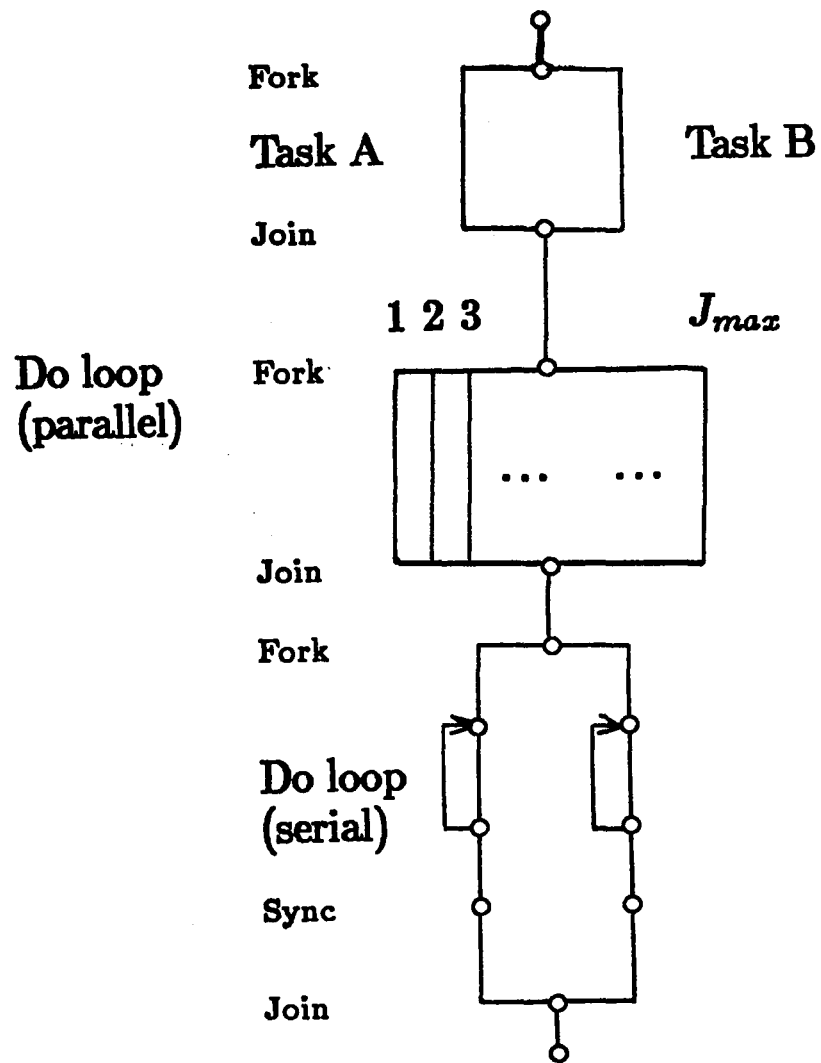 Fork
Task A
Task B
Join
1 2 3
J_max
Do loop
(parallel)
Fork
... ...
Join
Fork
Do loop
(serial)
Sync
Join